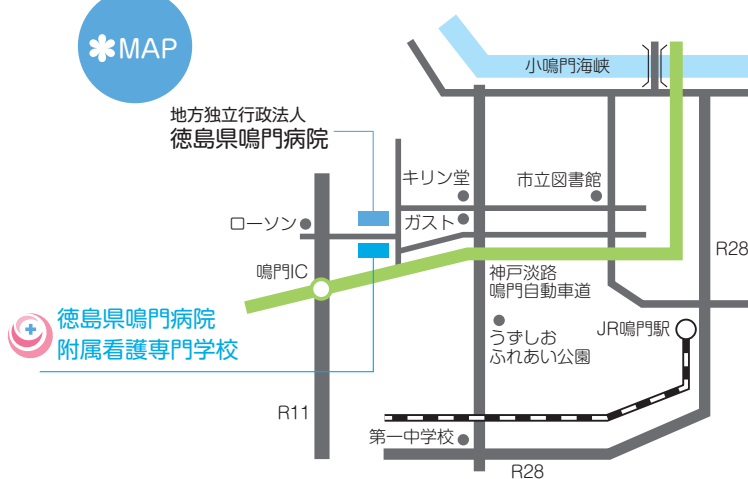 ✻MAP
小鳴門海峡
地方独立行政法人
徳島県鳴門病院
キリン堂
市立図書館
ローソン
ガスト
R28
鳴門IC
神戸淡路
鳴門自動車道
徳島県鳴門病院
附属看護専門学校
うずしお
ふれあい公園
JR鳴門駅
R11
第一中学校
R28